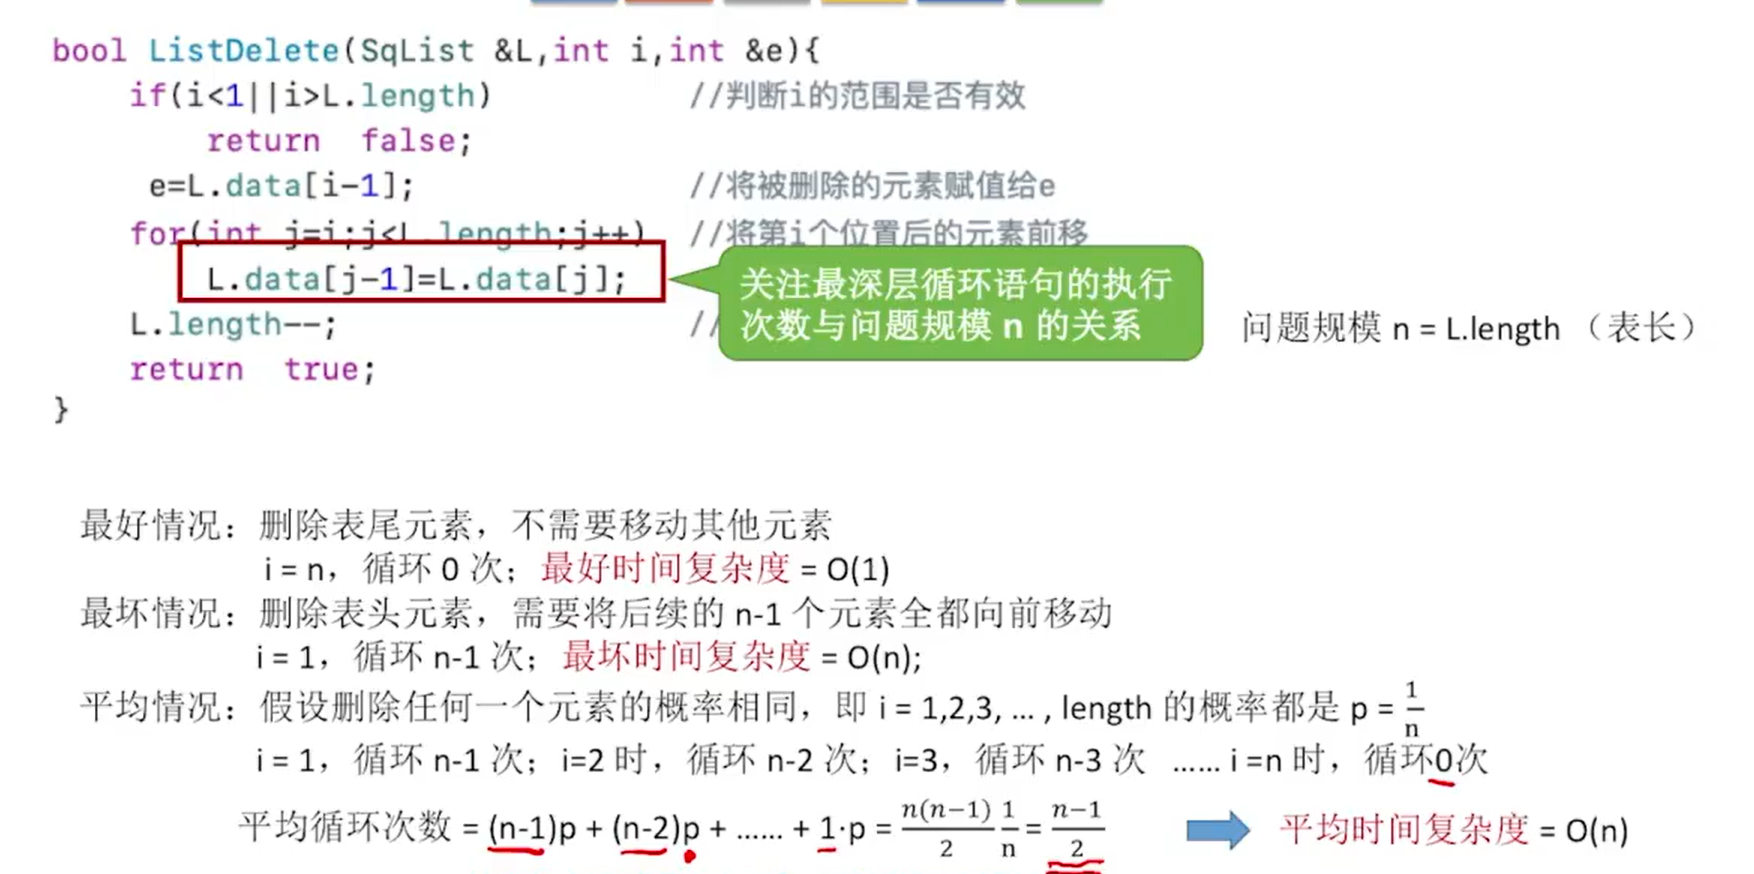 bool ListDelete(SqList &L,int i,int &e){
if(i<1||i>L.length) //判断i的范围是否有效
return false;
e=L.data[i-1]; //将被删除的元素赋值给e
for(int j=i;j<L.length;j++) //将第i个位置后的元素前移
L.data[j-1]=L.data[j];
关注最深层循环语句的执行
次数与问题规模 n 的关系
L.length--; //
问题规模 n = L.length （表长）
return true;
}
最好情况：删除表尾元素，不需要移动其他元素
i = n，循环 0 次；最好时间复杂度 = O(1)
最坏情况：删除表头元素，需要将后续的 n-1 个元素全都向前移动
i = 1，循环 n-1 次；最坏时间复杂度 = O(n);
平均情况：假设删除任何一个元素的概率相同，即 i = 1,2,3, … , length 的概率都是 p = 1/n
i = 1，循环 n-1 次；i=2 时，循环 n-2 次；i=3，循环 n-3 次 …… i =n 时，循环0次
平均循环次数 = (n-1)p + (n-2)p + …… + 1·p = n(n−1)/2 1/n = n−1/2 平均时间复杂度 = O(n)